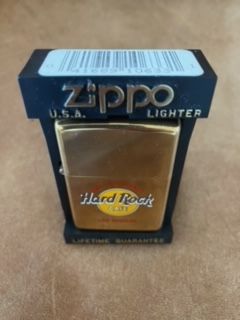 zippo
U.S.A. LIGHTER
Hard Rock
CAFE
LIFETIME GUARANTEE